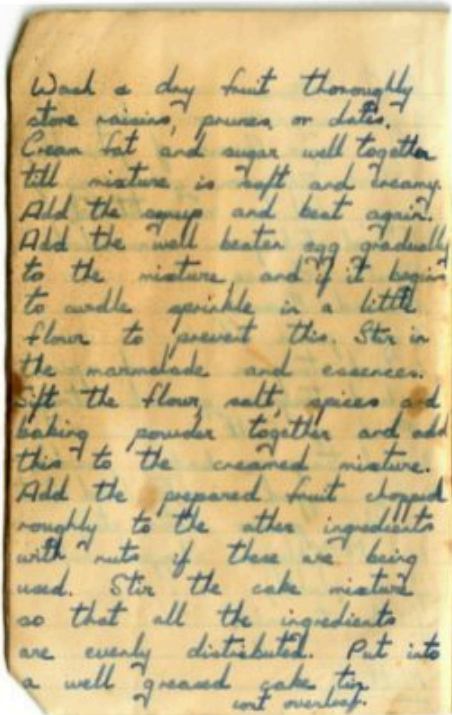 Wash & dry fruit thoroughly
stone raisins, prunes, or dates.
Cream fat and sugar well together
till mixture is soft and creamy.
Add the syrup and beat again.
Add the well beaten egg gradually
to the mixture, and if it begins
to curdle sprinkle in a little
flour to prevent this. Stir in
the marmelade and essences.
Sift the flour, salt, spices and
baking powder together and add
this to the creamed mixture.
Add the prepared fruit chopped
roughly to the other ingredients
with nuts if these are being
used. Stir the cake mixture
so that all the ingredients
are evenly distributed. Put into
a well greased cake tin
cont overleaf.